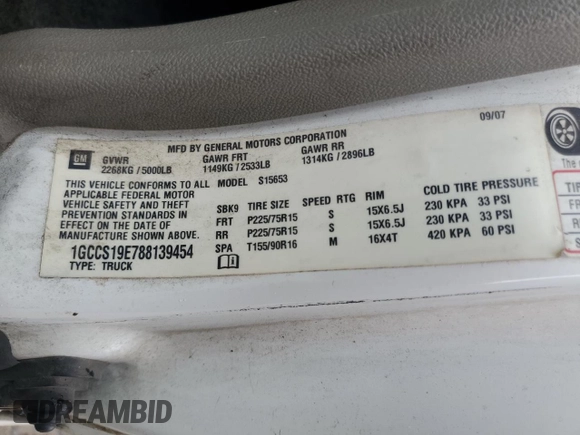 09/07
MFD BY GENERAL MOTORS CORPORATION
GM GVWR GAWR FRT GAWR RR
2268KG / 5000LB 1149KG / 2533LB 1314KG / 2896LB
THIS VEHICLE CONFORMS TO ALL
APPLICABLE FEDERAL MOTOR
VEHICLE SAFETY AND THEFT
PREVENTION STANDARDS IN
EFFECT ON THE DATE OF
MANUFACTURE SHOWN ABOVE.
1GCCS19E788139454
TYPE: TRUCK
MODEL S15653
COLD TIRE PRESSURE
SBK9 TIRE SIZE SPEED RTG RIM
FRT P225/75R15 S 15X6.5J 230 KPA 33 PSI
RR P225/75R15 S 15X6.5J 230 KPA 33 PSI
SPA T155/90R16 M 16X4T 420 KPA 60 PSI
DREAMBID